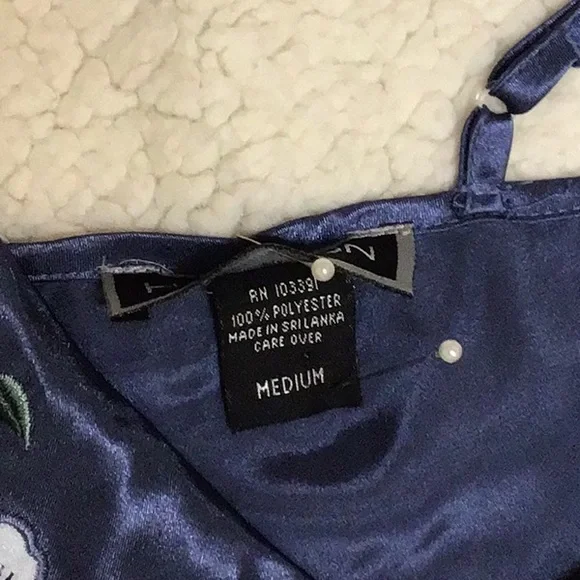 RN 103391
100% POLYESTER
MADE IN SRI LANKA
CARE OVER
MEDIUM